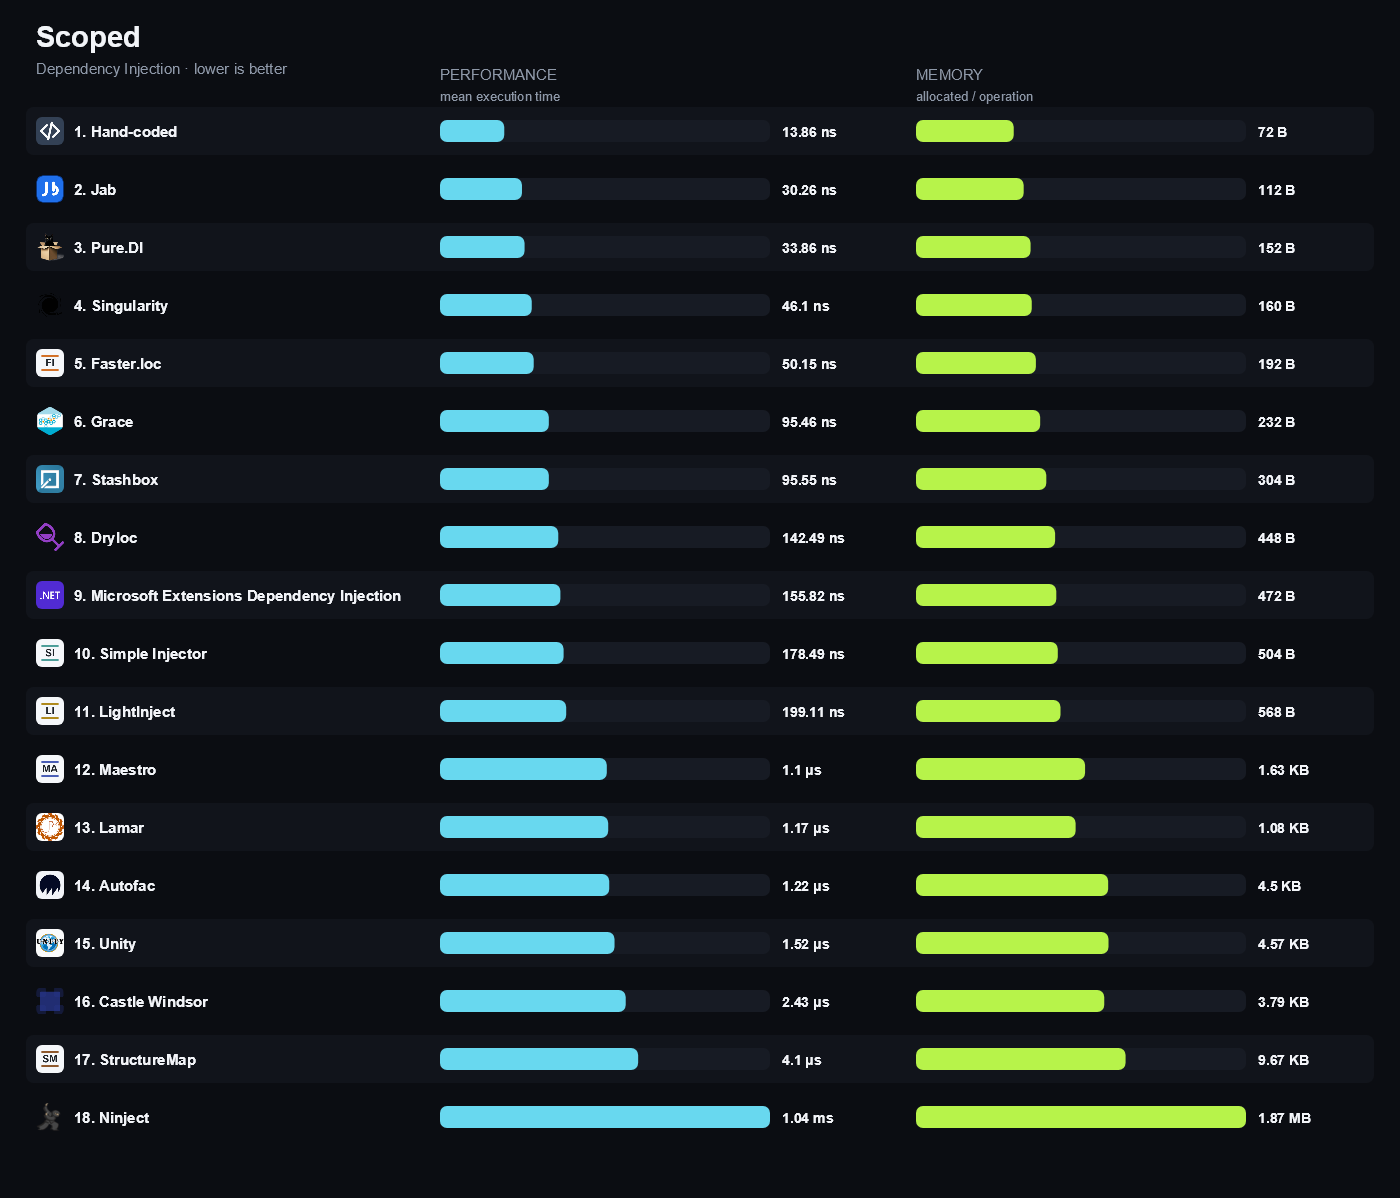 Scoped
Dependency Injection · lower is better
PERFORMANCE
mean execution time
MEMORY
allocated / operation
1. Hand-coded 13.86 ns 72 B
2. Jab 30.26 ns 112 B
3. Pure.DI 33.86 ns 152 B
4. Singularity 46.1 ns 160 B
FI 5. Faster.Ioc 50.15 ns 192 B
6. Grace 95.46 ns 232 B
7. Stashbox 95.55 ns 304 B
8. DryIoc 142.49 ns 448 B
.NET 9. Microsoft Extensions Dependency Injection 155.82 ns 472 B
SI 10. Simple Injector 178.49 ns 504 B
LI 11. LightInject 199.11 ns 568 B
MA 12. Maestro 1.1 μs 1.63 KB
13. Lamar 1.17 μs 1.08 KB
14. Autofac 1.22 μs 4.5 KB
UNITY 15. Unity 1.52 μs 4.57 KB
16. Castle Windsor 2.43 μs 3.79 KB
SM 17. StructureMap 4.1 μs 9.67 KB
18. Ninject 1.04 ms 1.87 MB